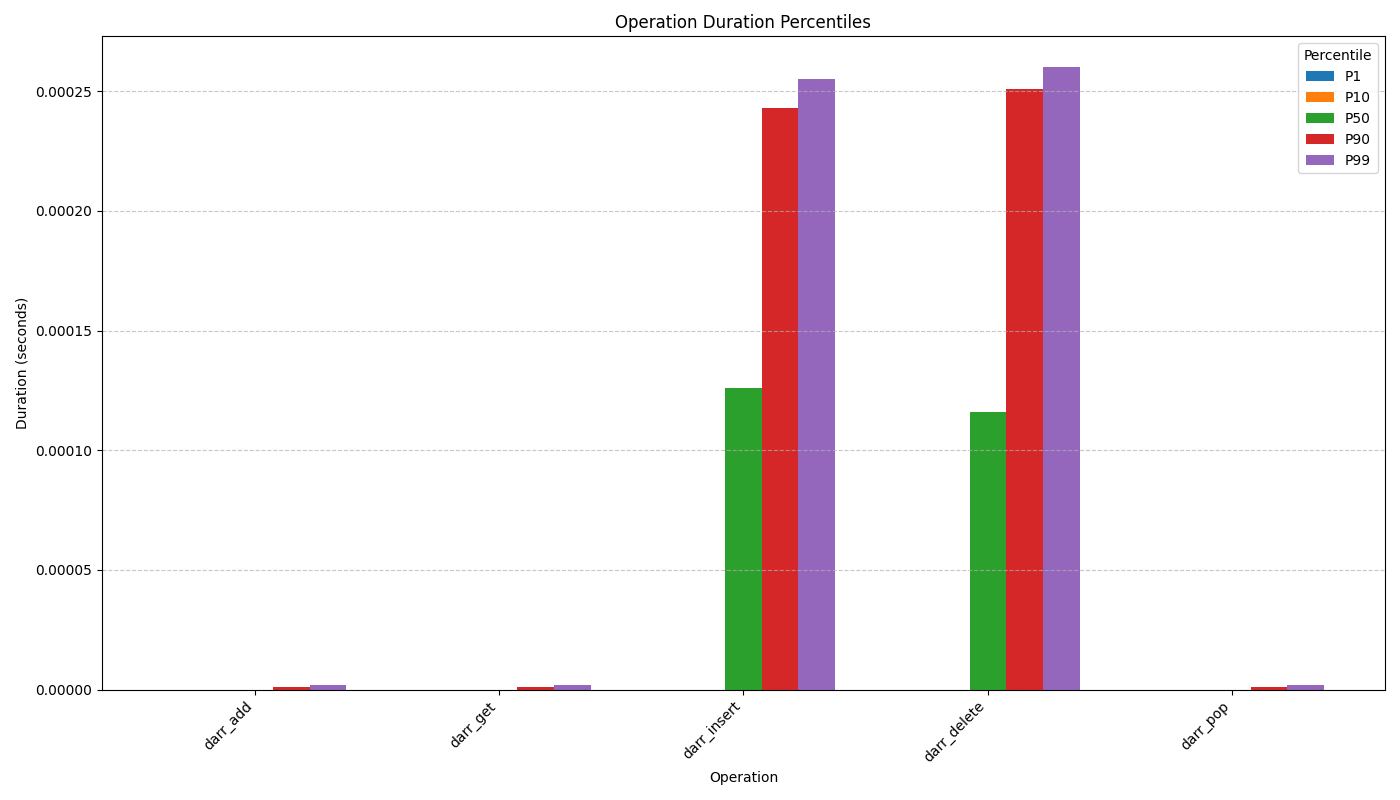 Operation Duration Percentiles
Percentile
P1
P10
P50
P90
P99
Duration (seconds)
0.00025
0.00020
0.00015
0.00010
0.00005
0.00000
darr_add
darr_get
darr_insert
darr_delete
darr_pop
Operation